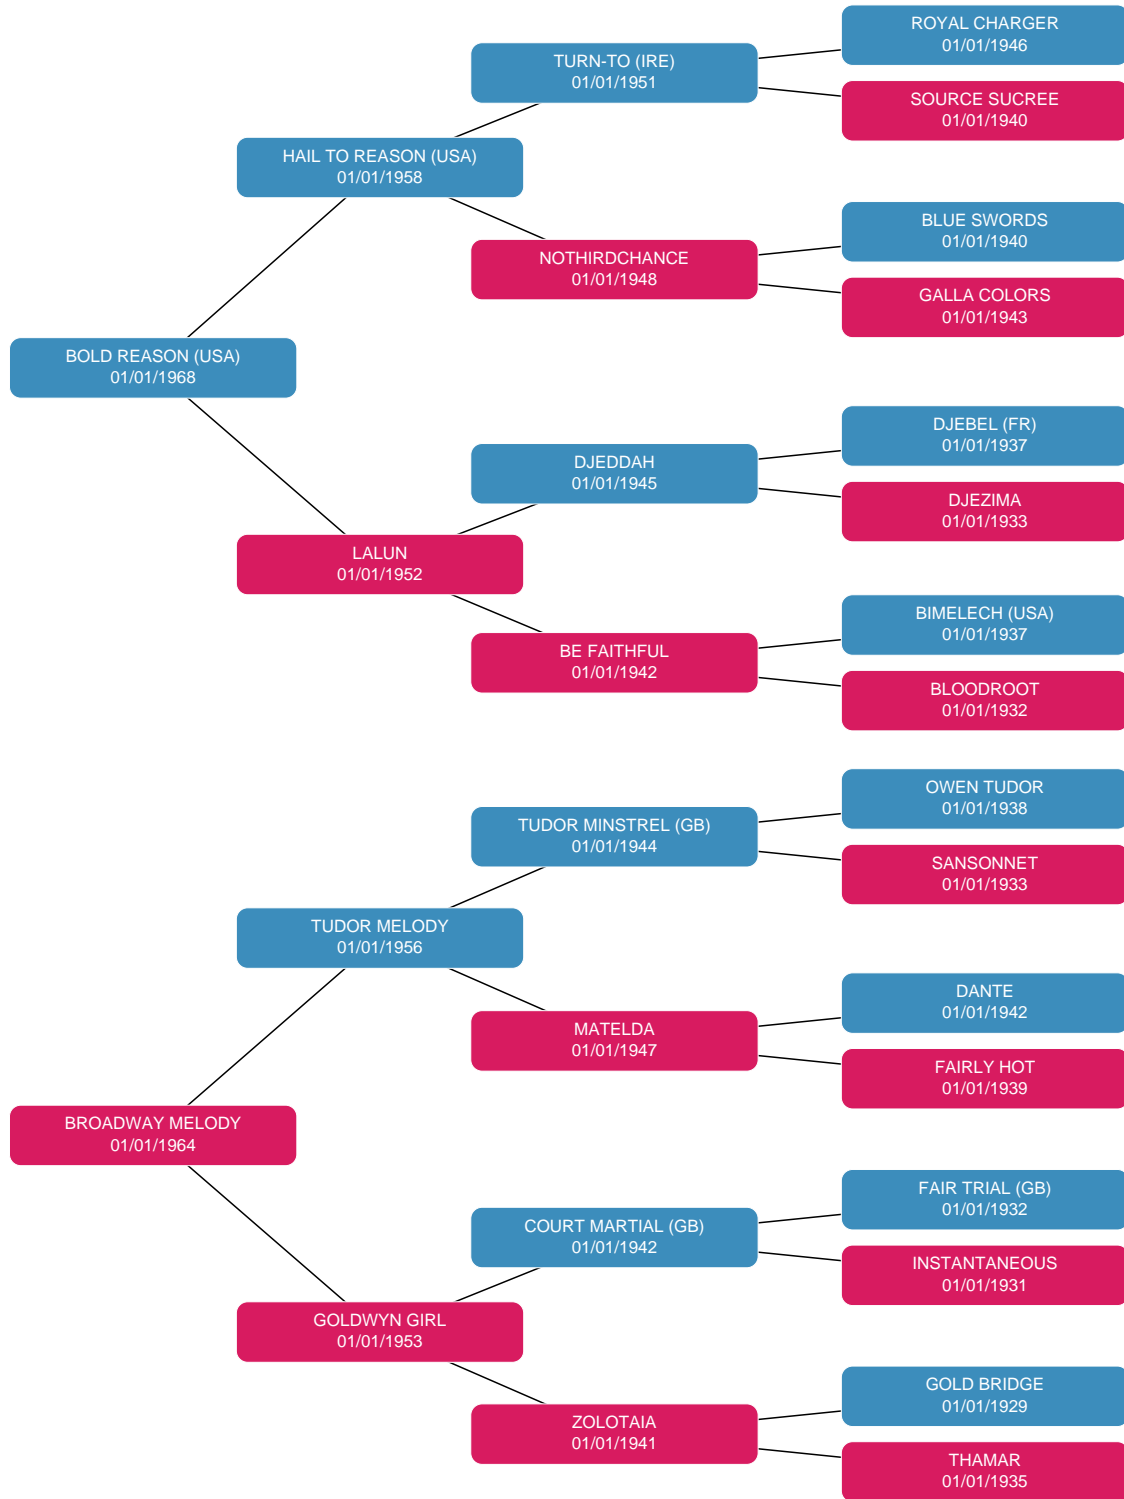 ROYAL CHARGER
01/01/1946
TURN-TO (IRE)
01/01/1951
SOURCE SUCREE
01/01/1940
HAIL TO REASON (USA)
01/01/1958
BLUE SWORDS
01/01/1940
NOTHIRDCHANCE
01/01/1948
GALLA COLORS
01/01/1943
BOLD REASON (USA)
01/01/1968
DJEBEL (FR)
01/01/1937
DJEDDAH
01/01/1945
DJEZIMA
01/01/1933
LALUN
01/01/1952
BIMELECH (USA)
01/01/1937
BE FAITHFUL
01/01/1942
BLOODROOT
01/01/1932
OWEN TUDOR
01/01/1938
TUDOR MINSTREL (GB)
01/01/1944
SANSONNET
01/01/1933
TUDOR MELODY
01/01/1956
DANTE
01/01/1942
MATELDA
01/01/1947
FAIRLY HOT
01/01/1939
BROADWAY MELODY
01/01/1964
FAIR TRIAL (GB)
01/01/1932
COURT MARTIAL (GB)
01/01/1942
INSTANTANEOUS
01/01/1931
GOLDWYN GIRL
01/01/1953
GOLD BRIDGE
01/01/1929
ZOLOTAIA
01/01/1941
THAMAR
01/01/1935